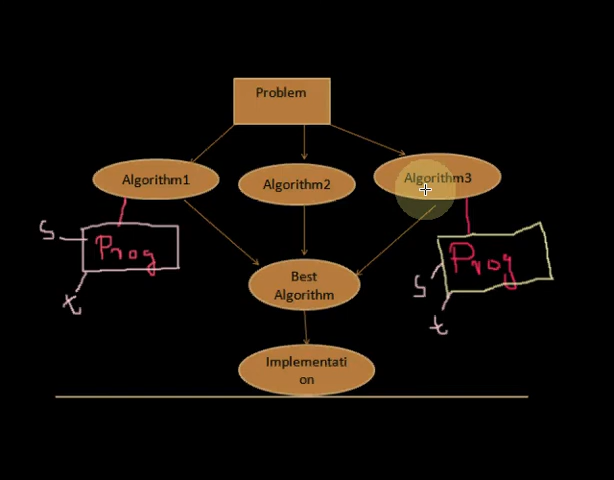 Problem
Algorithm1
Algorithm2
Algorithm3
S
Prog
t
Prog
S
t
Best
Algorithm
Implementati
on